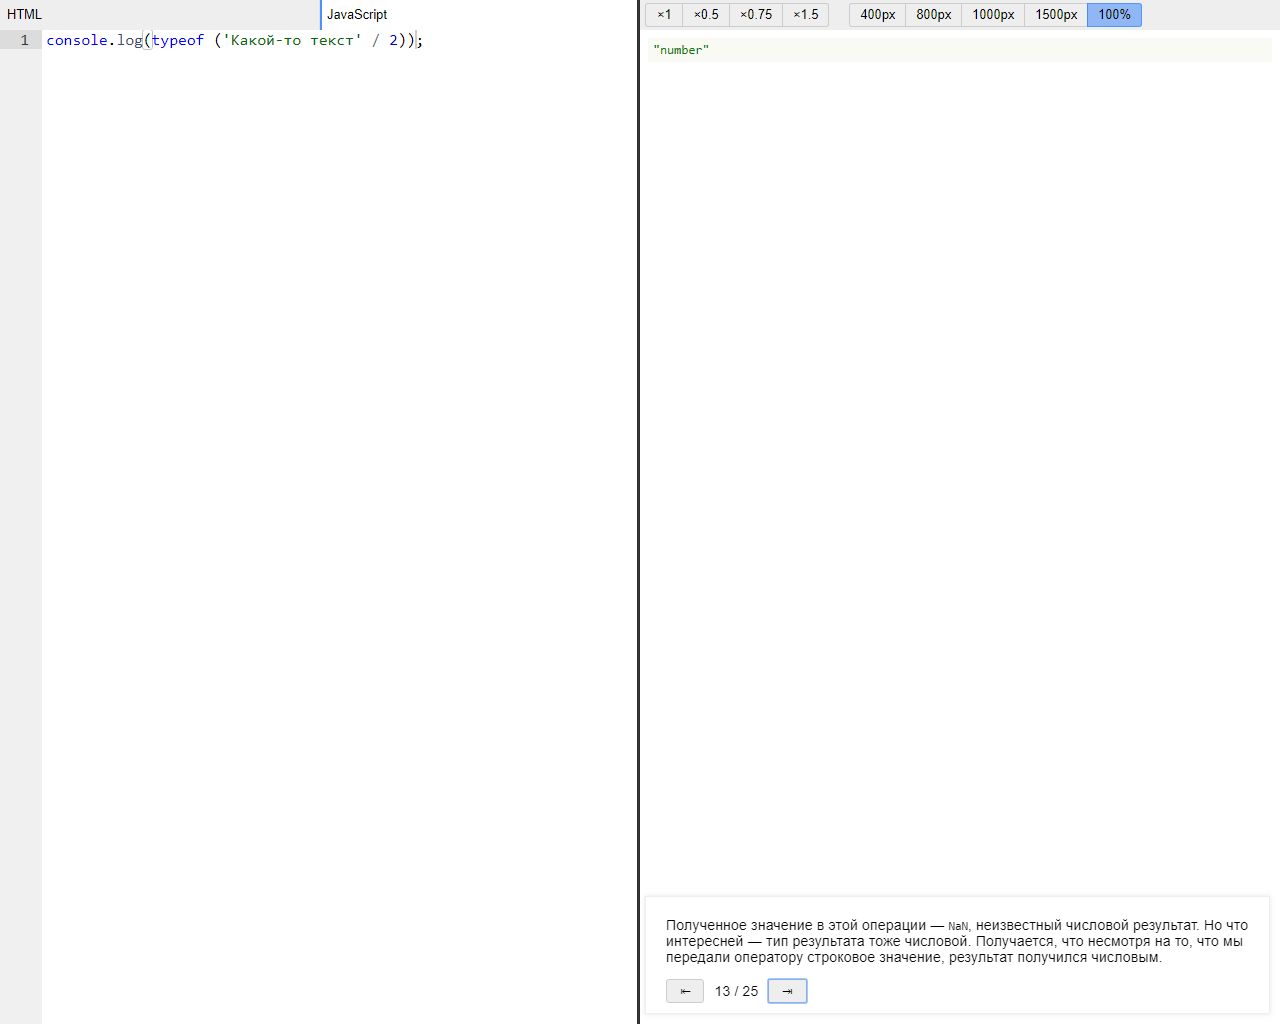 HTML
JavaScript
×1 ×0.5 ×0.75 ×1.5 400px 800px 1000px 1500px 100%
1 console.log(typeof ('Какой-то текст' / 2));
"number"
Полученное значение в этой операции — NaN, неизвестный числовой результат. Но что
интересней — тип результата тоже числовой. Получается, что несмотря на то, что мы
передали оператору строковое значение, результат получился числовым.
⇤ 13 / 25 ⇥